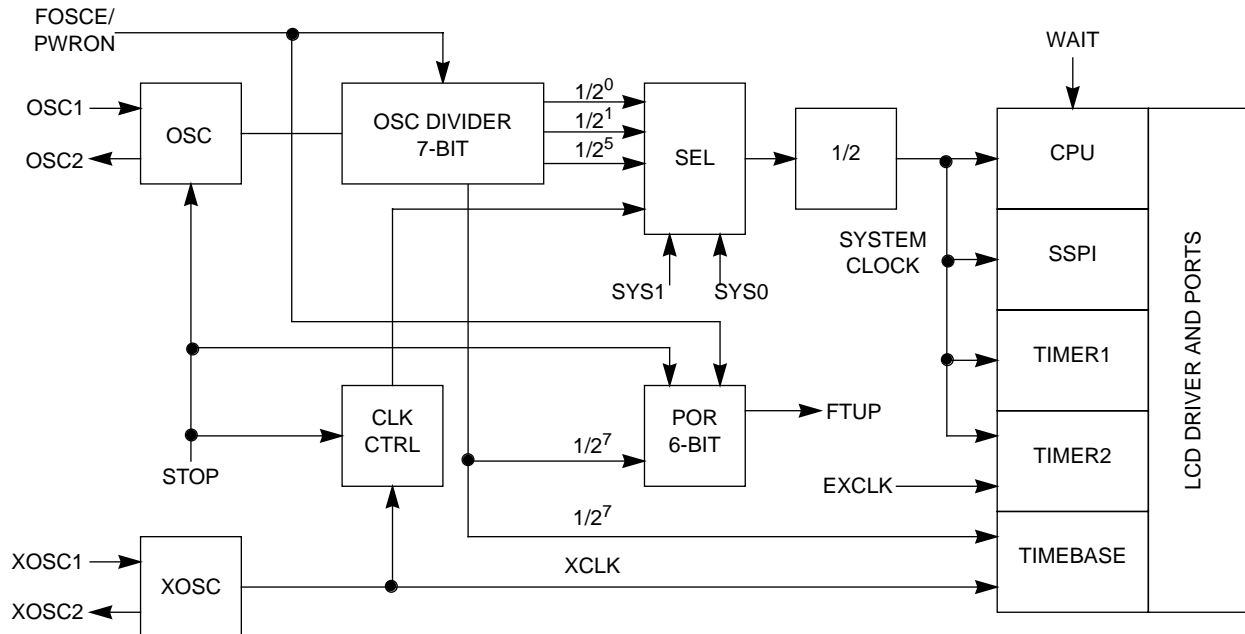 FOSCE/
PWRON
WAIT
OSC1
OSC2
OSC
OSC DIVIDER
7-BIT
1/2⁰
1/2¹
1/2⁵
SEL
1/2
CPU
SYSTEM
CLOCK
SSPI
SYS1
SYS0
TIMER1
CLK
CTRL
POR
6-BIT
FTUP
TIMER2
STOP
1/2⁷
EXCLK
1/2⁷
XOSC1
XOSC2
XOSC
XCLK
TIMEBASE
LCD DRIVER AND PORTS